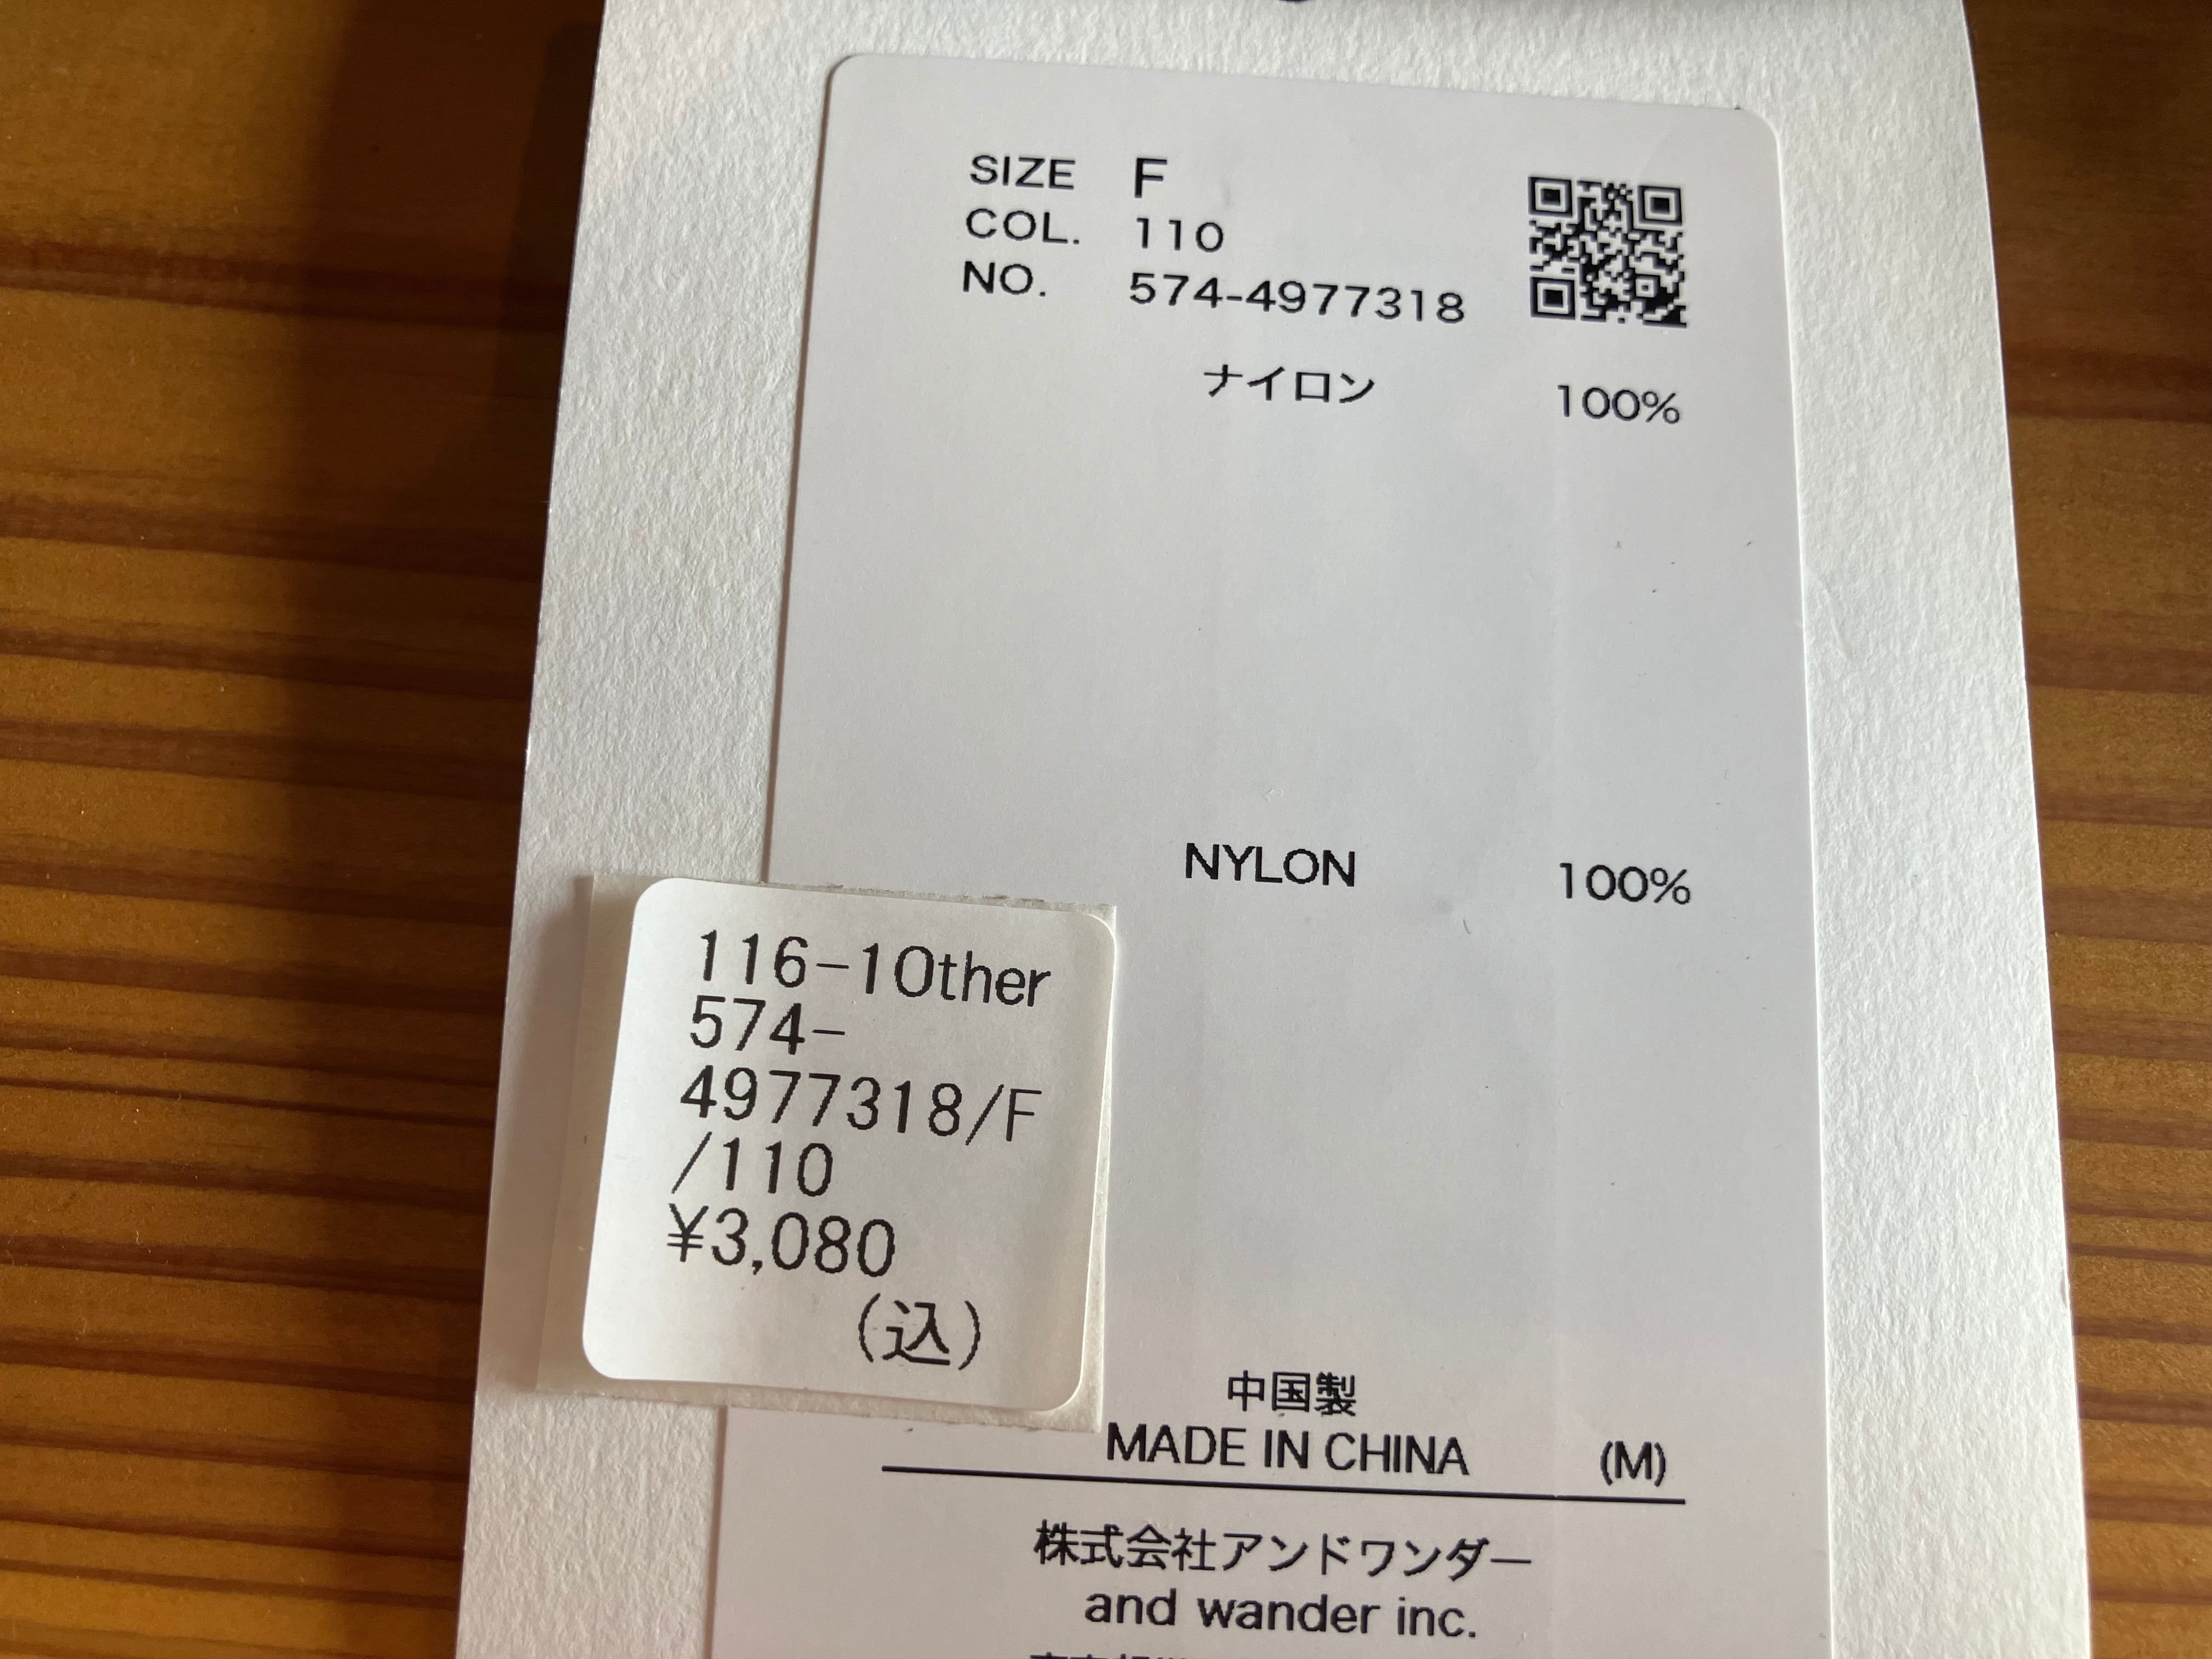 SIZE F
COL. 110
NO. 574-4977318
ナイロン 100%
NYLON 100%
116-1Other
574-
4977318/F
/110
¥3,080
(込)
中国製
MADE IN CHINA (M)
株式会社アンドワンダー
and wander inc.